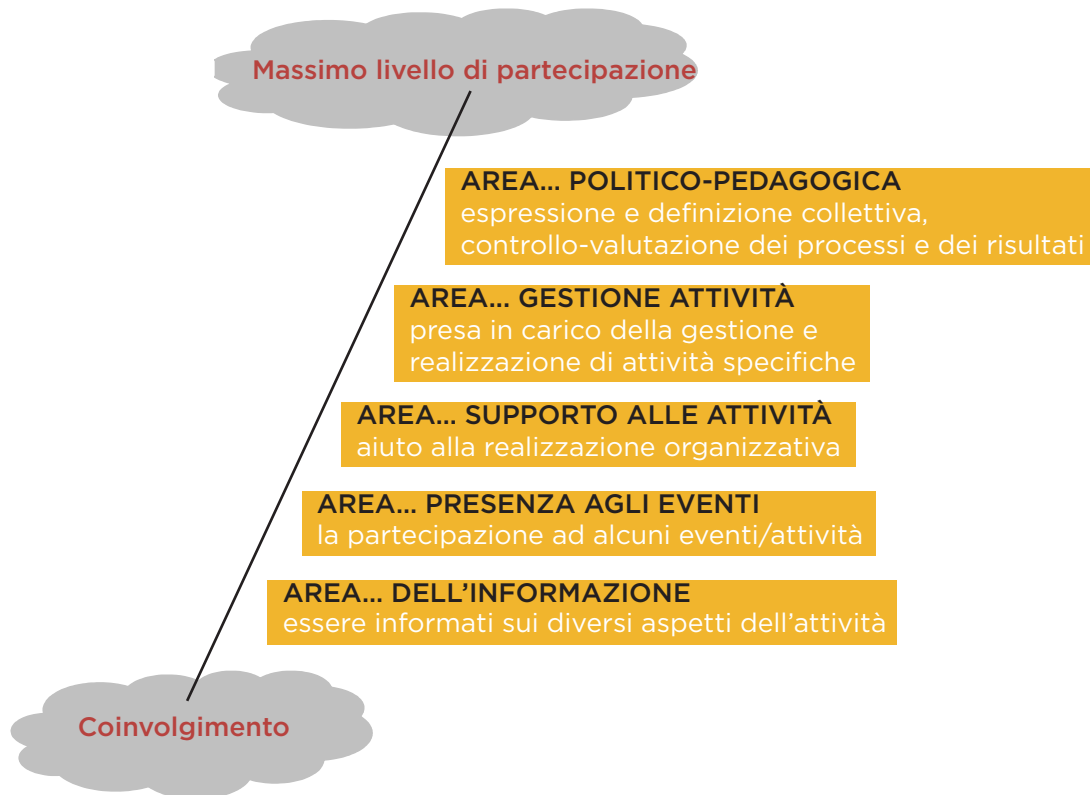 Massimo livello di partecipazione
AREA... POLITICO-PEDAGOGICA
espressione e definizione collettiva,
controllo-valutazione dei processi e dei risultati
AREA... GESTIONE ATTIVITÀ
presa in carico della gestione e
realizzazione di attività specifiche
AREA... SUPPORTO ALLE ATTIVITÀ
aiuto alla realizzazione organizzativa
AREA... PRESENZA AGLI EVENTI
la partecipazione ad alcuni eventi/attività
AREA... DELL’INFORMAZIONE
essere informati sui diversi aspetti dell’attività
Coinvolgimento